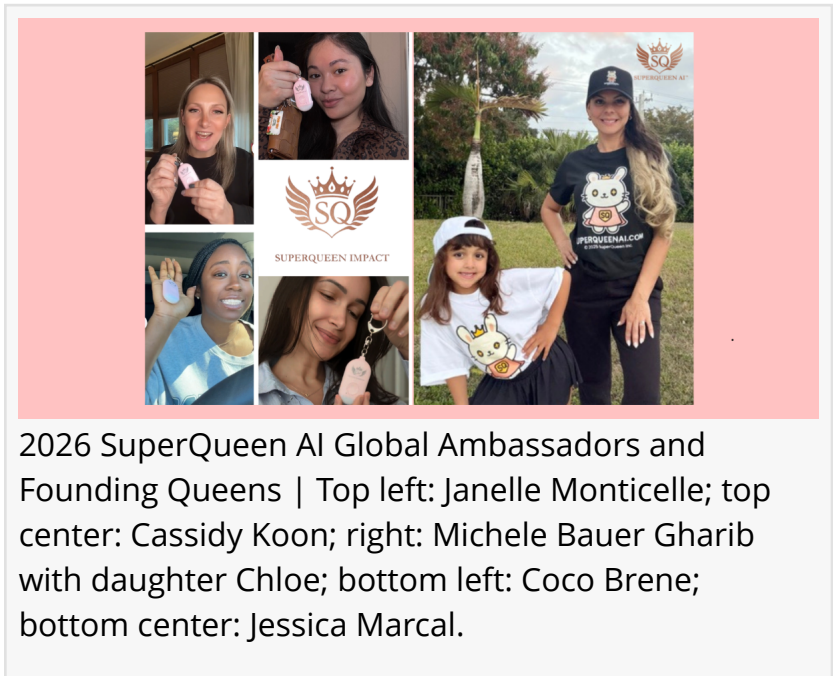 SQ
SUPERQUEEN AI
SUPERQUEENAI.COM
SQ
SUPERQUEEN IMPACT
2026 SuperQueen AI Global Ambassadors and
Founding Queens | Top left: Janelle Monticelle; top
center: Cassidy Koon; right: Michele Bauer Gharib
with daughter Chloe; bottom left: Coco Brene;
bottom center: Jessica Marcal.